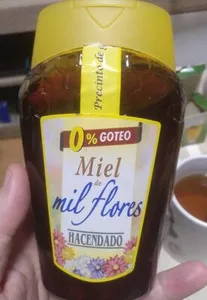 Precinto de
0% GOTEO
Miel
de
mil flores
HACENDADO